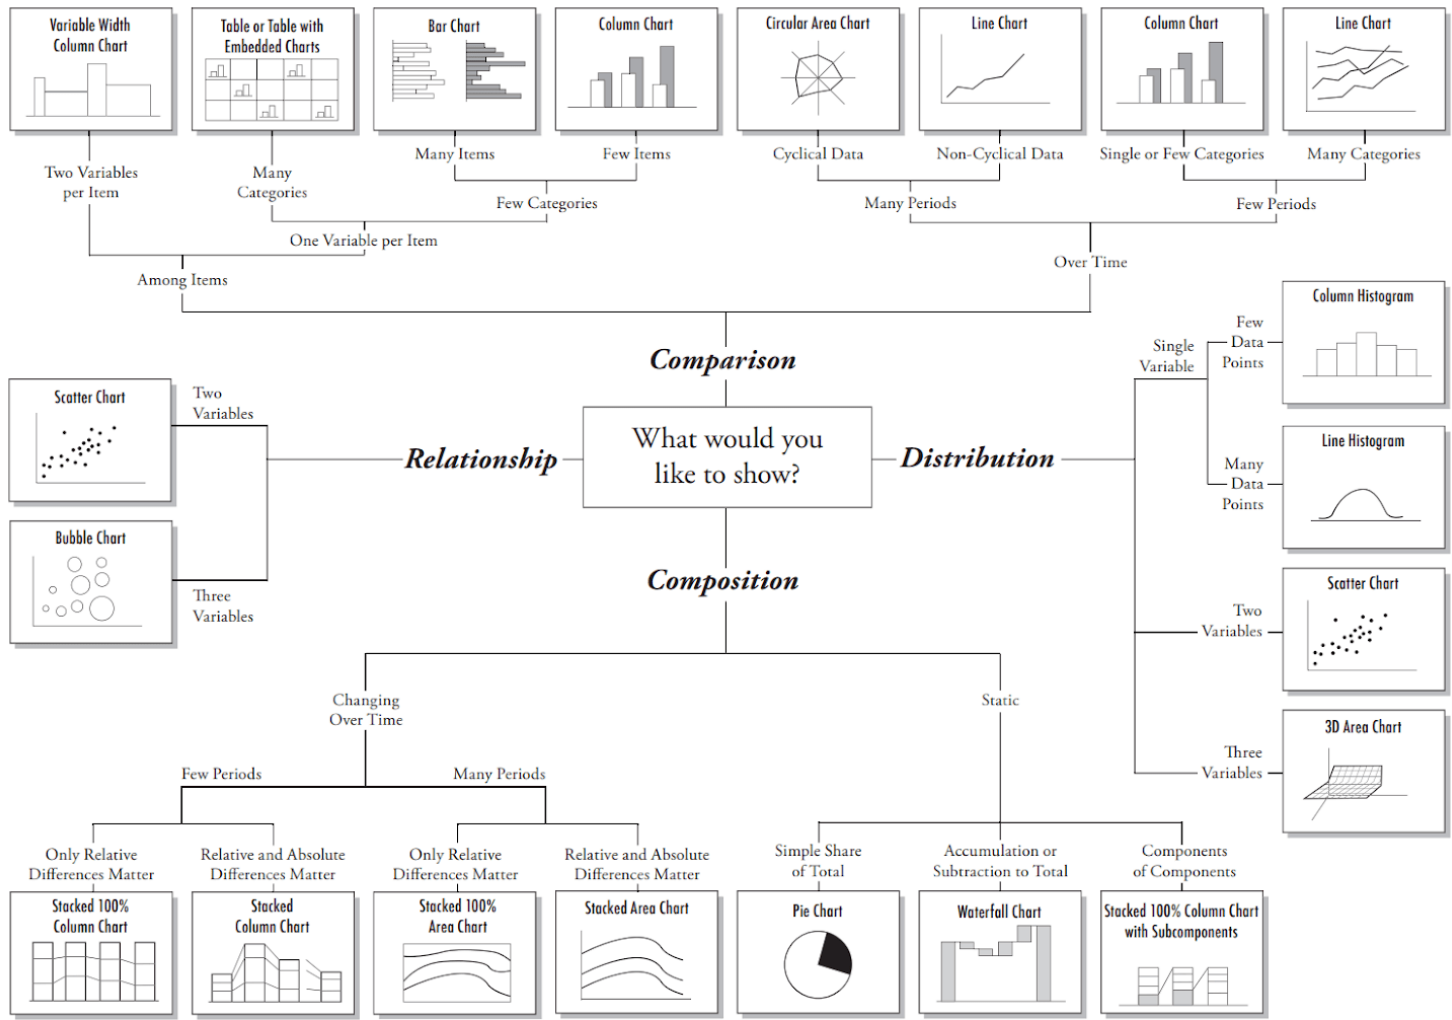 Variable Width
Column Chart
Table or Table with
Embedded Charts
Bar Chart
Column Chart
Circular Area Chart
Line Chart
Column Chart
Line Chart
Two Variables
per Item
Many
Categories
Many Items
Few Items
Cyclical Data
Non-Cyclical Data
Single or Few Categories
Many Categories
Few Categories
Many Periods
Few Periods
One Variable per Item
Among Items
Over Time
Comparison
What would you
like to show?
Relationship
Two
Variables
Scatter Chart
Three
Variables
Bubble Chart
Distribution
Single
Variable
Few
Data
Points
Column Histogram
Many
Data
Points
Line Histogram
Two
Variables
Scatter Chart
Three
Variables
3D Area Chart
Composition
Changing
Over Time
Static
Few Periods
Many Periods
Only Relative
Differences Matter
Relative and Absolute
Differences Matter
Only Relative
Differences Matter
Relative and Absolute
Differences Matter
Simple Share
of Total
Accumulation or
Subtraction to Total
Components
of Components
Stacked 100%
Column Chart
Stacked
Column Chart
Stacked 100%
Area Chart
Stacked Area Chart
Pie Chart
Waterfall Chart
Stacked 100% Column Chart
with Subcomponents